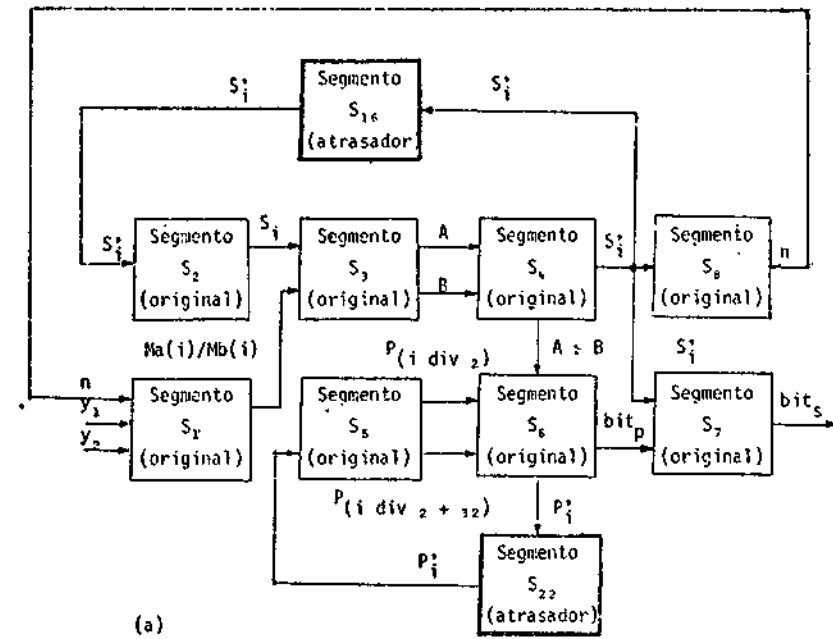 Segmento
S₁₆
(atrasador
S'ᵢ
S'ᵢ
S'ᵢ
Segmento
S₂
(original)
Sᵢ
Segmento
S₃
(original)
A
B
Segmento
S₄
(original)
S'ᵢ
Segmento
S₈
(original)
n
Ma(i)/Mb(i)
P(i div 2)
A : B
S'ᵢ
n
y₁
y₂
Segmento
S₁
(original)
Segmento
S₅
(original)
Segmento
S₆
(original)
bitₚ
Segmento
S₇
(original)
bitₛ
P(i div 2 + 32)
P'ᵢ
P'ᵢ
Segmento
S₂₂
(atrasador)
(a)